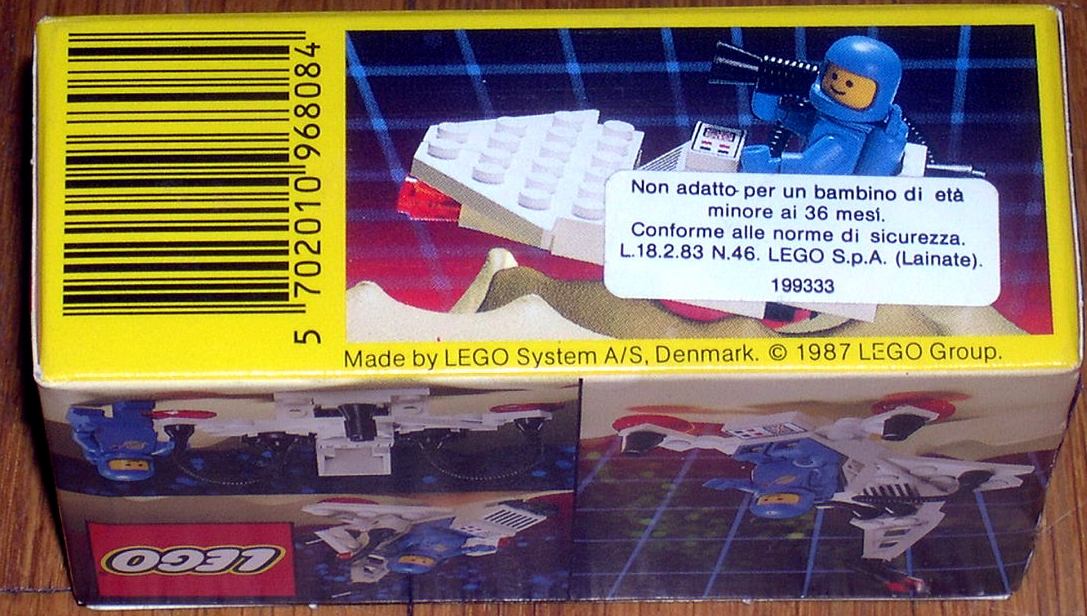 5 702010 968084
Non adatto per un bambino di età
minore ai 36 mesi.
Conforme alle norme di sicurezza.
L.18.2.83 N.46. LEGO S.p.A. (Lainate).
199333
Made by LEGO System A/S, Denmark. © 1987 LEGO Group.
LEGO